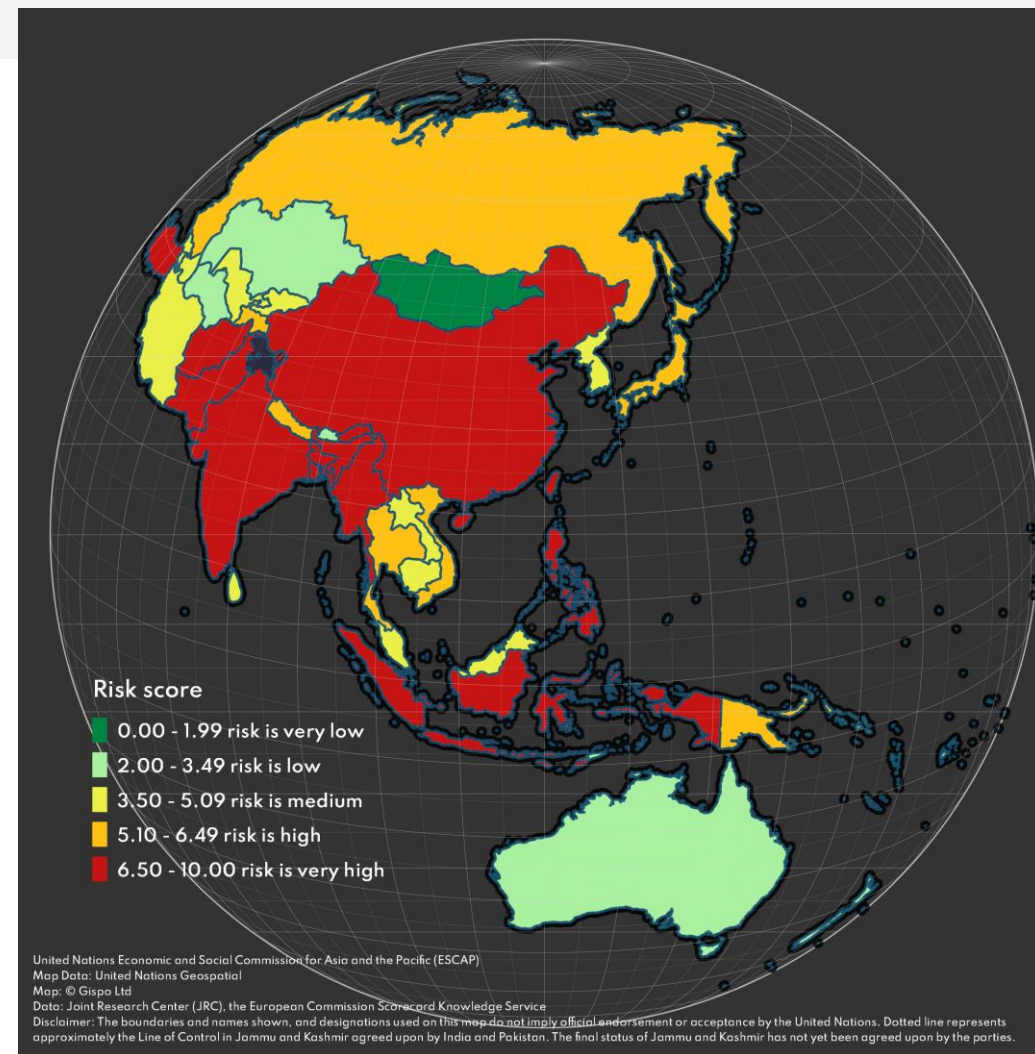 Risk score
0.00 - 1.99 risk is very low
2.00 - 3.49 risk is low
3.50 - 5.09 risk is medium
5.10 - 6.49 risk is high
6.50 - 10.00 risk is very high
United Nations Economic and Social Commission for Asia and the Pacific (ESCAP)
Map Data: United Nations Geospatial
Map: © Gispo Ltd
Data: Joint Research Center (JRC), the European Commission Scorecard Knowledge Service
Disclaimer: The boundaries and names shown, and designations used on this map do not imply official endorsement or acceptance by the United Nations. Dotted line represents
approximately the Line of Control in Jammu and Kashmir agreed upon by India and Pakistan. The final status of Jammu and Kashmir has not yet been agreed upon by the parties.